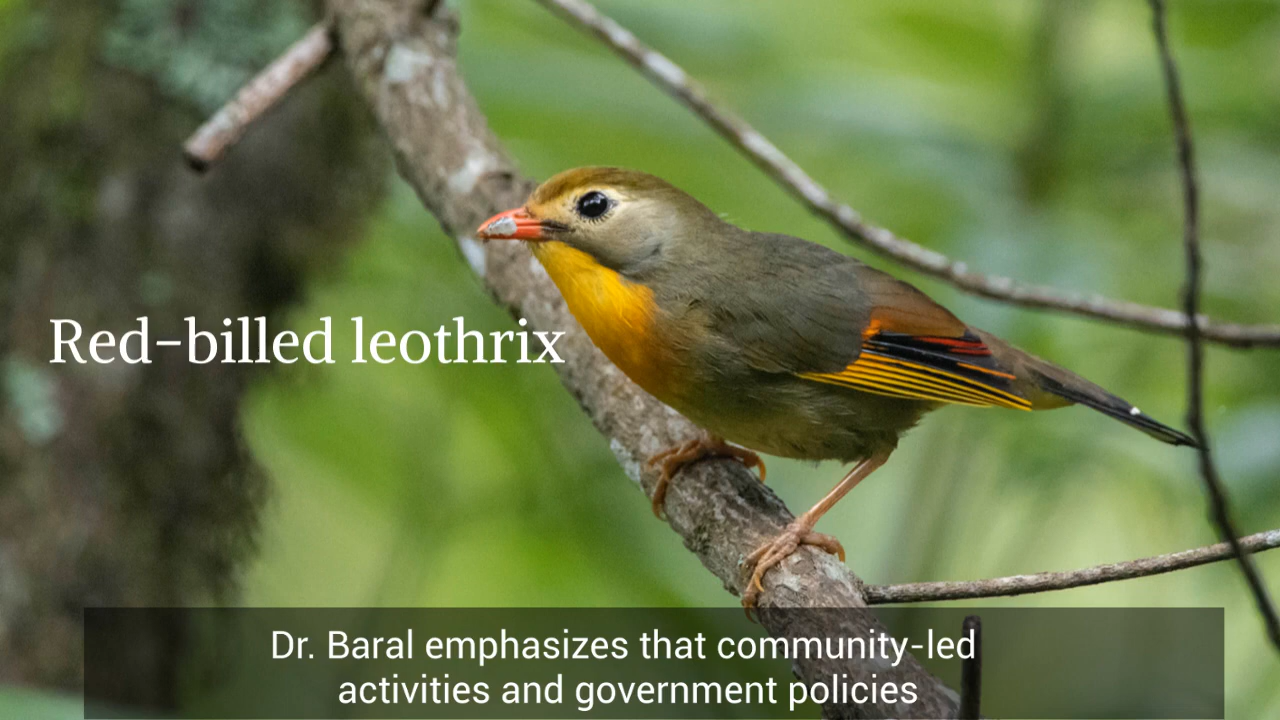 Red-billed leothrix
Dr. Baral emphasizes that community-led
activities and government policies